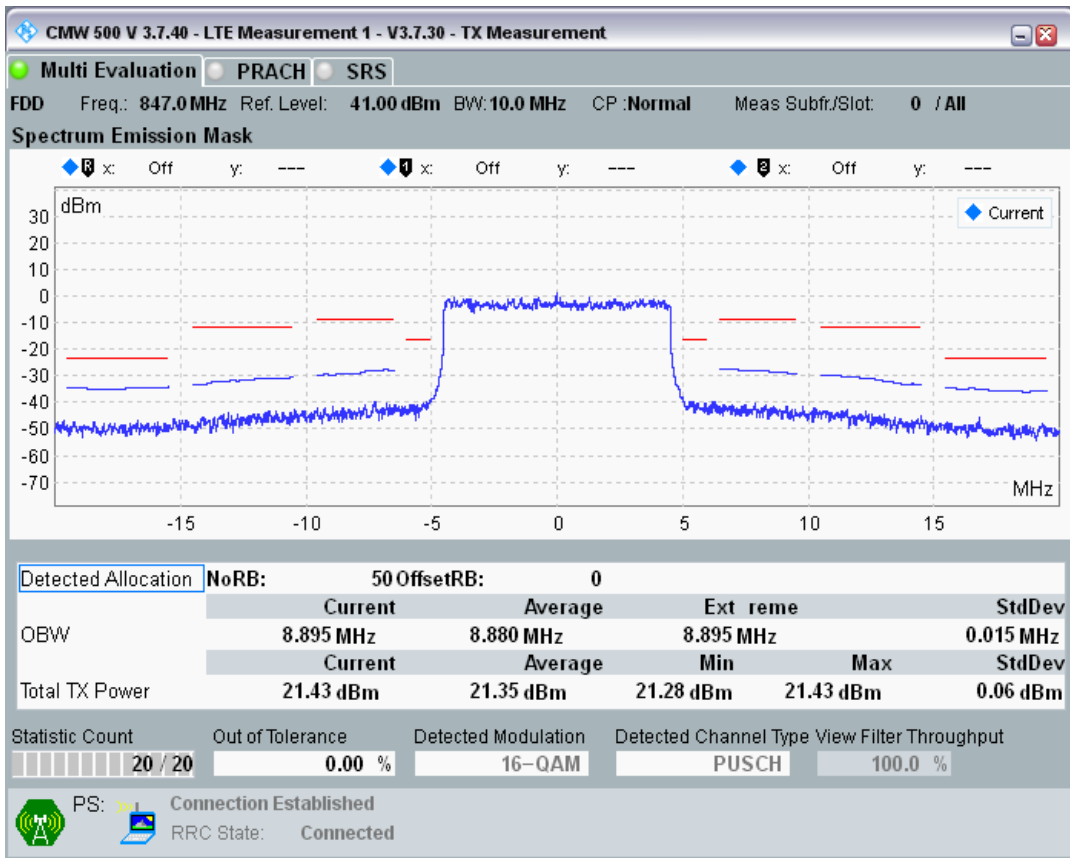 CMW 500 V 3.7.40 - LTE Measurement 1 - V3.7.30 - TX Measurement
Multi Evaluation PRACH SRS
FDD Freq.: 847.0 MHz Ref. Level: 41.00 dBm BW: 10.0 MHz CP :Normal Meas Subfr./Slot: 0 / All
Spectrum Emission Mask
R x: Off y: --- 1 x: Off y: --- 2 x: Off y: ---
dBm
Current
30
20
10
0
-10
-20
-30
-40
-50
-60
-70
MHz
-15 -10 -5 0 5 10 15
Detected Allocation NoRB: 50 OffsetRB: 0
Current Average Ext reme StdDev
OBW 8.895 MHz 8.880 MHz 8.895 MHz 0.015 MHz
Current Average Min Max StdDev
Total TX Power 21.43 dBm 21.35 dBm 21.28 dBm 21.43 dBm 0.06 dBm
Statistic Count Out of Tolerance Detected Modulation Detected Channel Type View Filter Throughput
20 / 20 0.00 % 16-QAM PUSCH 100.0 %
PS: Connection Established
RRC State: Connected